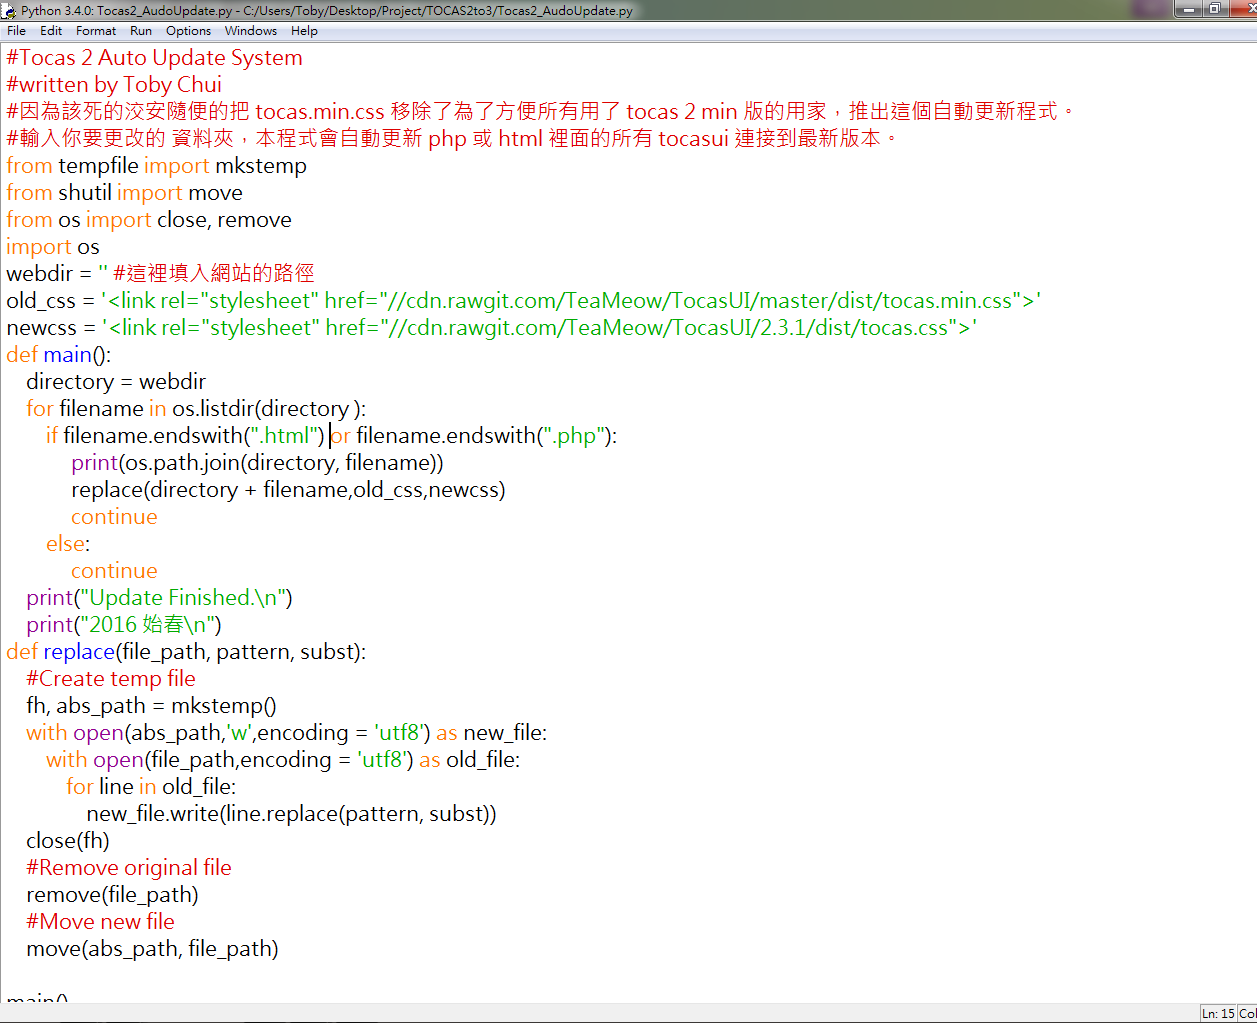 Python 3.4.0: Tocas2_AudoUpdate.py - C:/Users/Toby/Desktop/Project/TOCAS2to3/Tocas2_AudoUpdate.py
File Edit Format Run Options Windows Help
#Tocas 2 Auto Update System
#written by Toby Chui
#因為該死的洨安隨便的把 tocas.min.css 移除了為了方便所有用了 tocas 2 min 版的用家，推出這個自動更新程式。
#輸入你要更改的 資料夾，本程式會自動更新 php 或 html 裡面的所有 tocasui 連接到最新版本。
from tempfile import mkstemp
from shutil import move
from os import close, remove
import os
webdir = '' #這裡填入網站的路徑
old_css = '<link rel="stylesheet" href="//cdn.rawgit.com/TeaMeow/TocasUI/master/dist/tocas.min.css">'
newcss = '<link rel="stylesheet" href="//cdn.rawgit.com/TeaMeow/TocasUI/2.3.1/dist/tocas.css">'
def main():
    directory = webdir
    for filename in os.listdir(directory ):
        if filename.endswith(".html") or filename.endswith(".php"):
            print(os.path.join(directory, filename))
            replace(directory + filename,old_css,newcss)
            continue
        else:
            continue
    print("Update Finished.\n")
    print("2016 始春\n")
def replace(file_path, pattern, subst):
    #Create temp file
    fh, abs_path = mkstemp()
    with open(abs_path,'w',encoding = 'utf8') as new_file:
        with open(file_path,encoding = 'utf8') as old_file:
            for line in old_file:
                new_file.write(line.replace(pattern, subst))
    close(fh)
    #Remove original file
    remove(file_path)
    #Move new file
    move(abs_path, file_path)
main()
Ln: 15 Col